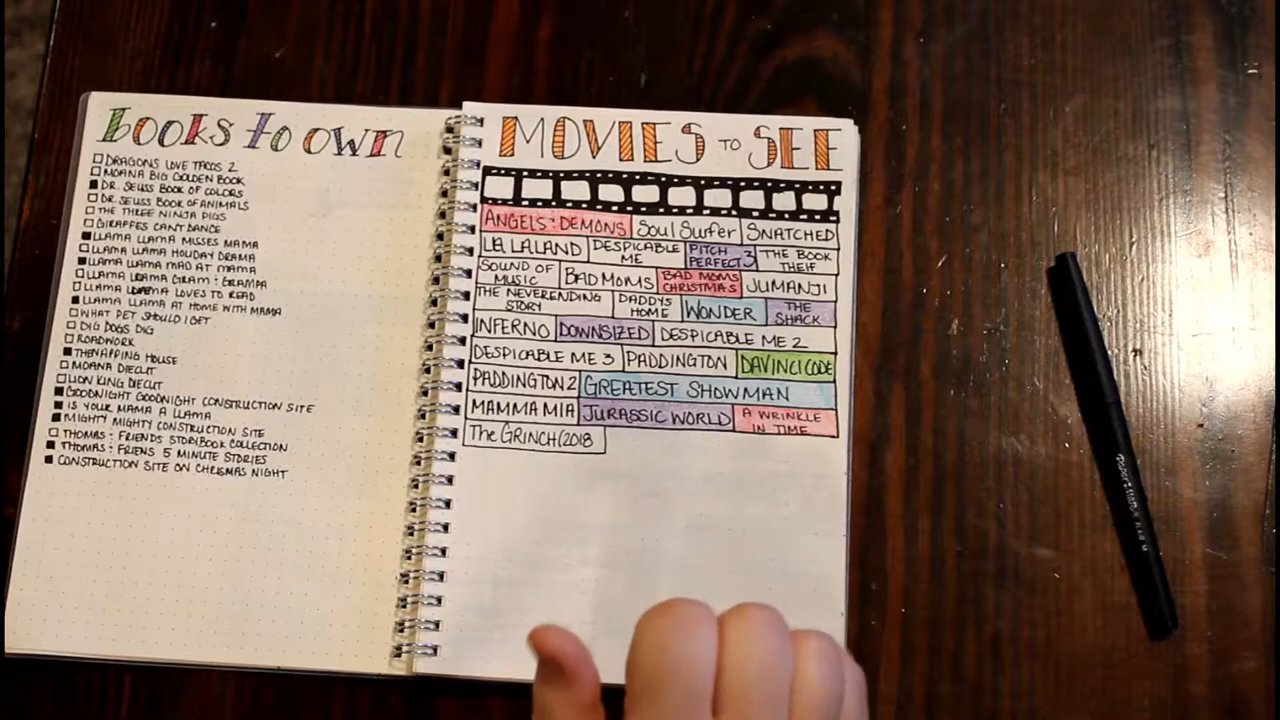 books to own
DRAGONS LOVE TACOS 2
MOANA BIG GOLDEN BOOK
DR. SEUSS BOOK OF COLORS
DR. SEUSS BOOK OF ANIMALS
THE THREE NINJA PIGS
GIRAFFES CAN'T DANCE
LLAMA LLAMA MISSES MAMA
LLAMA LLAMA HOLIDAY DRAMA
LLAMA LLAMA MAD AT MAMA
LLAMA LLAMA GRAM : GRAMPA
LLAMA LLAMA LOVES TO READ
LLAMA LLAMA AT HOME WITH MAMA
WHAT PET SHOULD I GET
DIG DOGS DIG
ROADWORK
THE NAPPING HOUSE
MOANA DIECUT
LION KING DIECUT
GOODNIGHT GOODNIGHT CONSTRUCTION SITE
IS YOUR MAMA A LLAMA
MIGHTY MIGHTY CONSTRUCTION SITE
THOMAS : FRIENDS STORYBOOK COLLECTION
THOMAS : FRIENS 5 MINUTE STORIES
CONSTRUCTION SITE ON CHRISMAS NIGHT
MOVIES TO SEE
ANGELS : DEMONS Soul Surfer SNATCHED
LA LA LAND DESPICABLE ME PITCH PERFECT 3 THE BOOK THEIF
SOUND OF MUSIC BAD MOMS BAD MOMS CHRISTMAS JUMANJI
THE NEVERENDING STORY DADDYS HOME WONDER THE SHACK
INFERNO DOWNSIZED DESPICABLE ME 2
DESPICABLE ME 3 PADDINGTON DAVINCI CODE
PADDINGTON 2 GREATEST SHOWMAN
MAMMA MIA JURASSIC WORLD A WRINKLE IN TIME
The GRINCH(2018